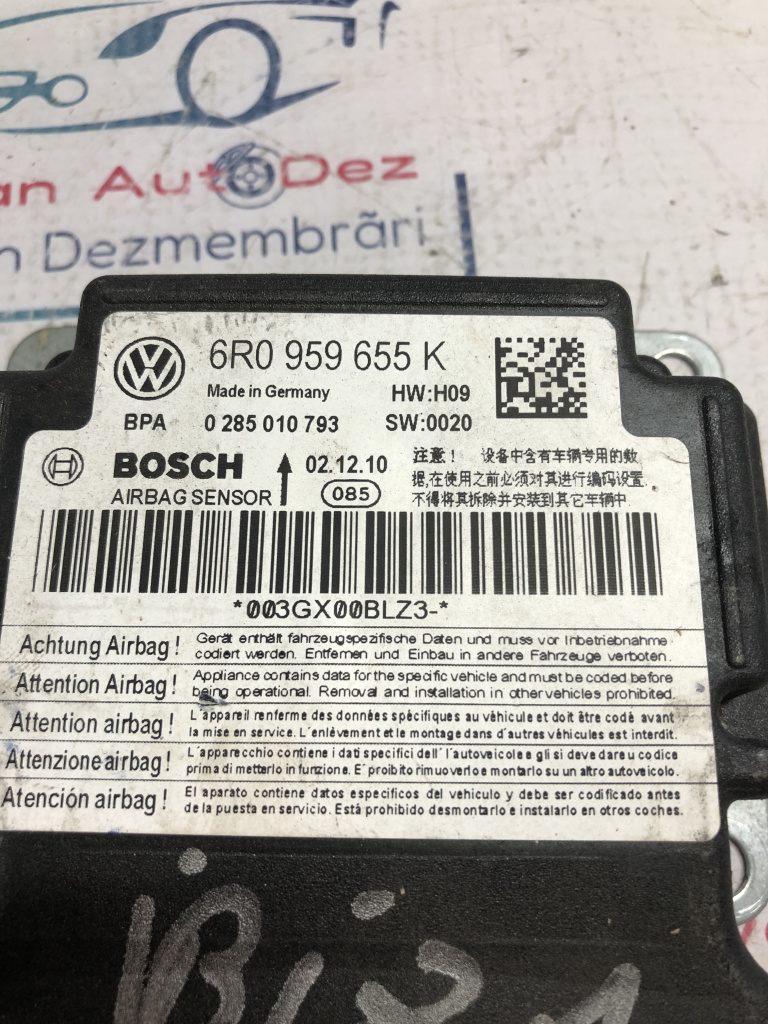 an AutoDez
n Dezmembrări
6R0 959 655 K
Made in Germany HW:H09
BPA 0 285 010 793 SW:0020
BOSCH 02.12.10
AIRBAG SENSOR 085
注意! 设备中含有车辆专用的数
据,在使用之前必须对其进行编码设置.
不得将其拆除并安装到其它车辆中.
*003GX00BLZ3-*
Achtung Airbag! Gerät enthält fahrzeugspezifische Daten und muss vor Inbetriebnahme
codiert werden. Entfernen und Einbau in andere Fahrzeuge verboten.
Attention Airbag! Appliance contains data for the specific vehicle and must be coded before
being operational. Removal and installation in other vehicles prohibited.
Attention airbag! L'appareil renferme des données spécifiques au véhicule et doit être codé avant
la mise en service. L'enlèvement et le montage dans d'autres véhicules est interdit.
Attenzione airbag! L'apparecchio contiene i dati specifici dell'l'autoveicolo e gli si deve dare u codice
prima di metterlo in funzione. E' proibito rimuoverlo e montarlo su un altro autoveicolo.
Atención airbag! El aparato contiene datos especificos del vehículo y debe ser codificado antes
de la puesta en servicio. Está prohibido desmontarlo e instalarlo en otros coches.